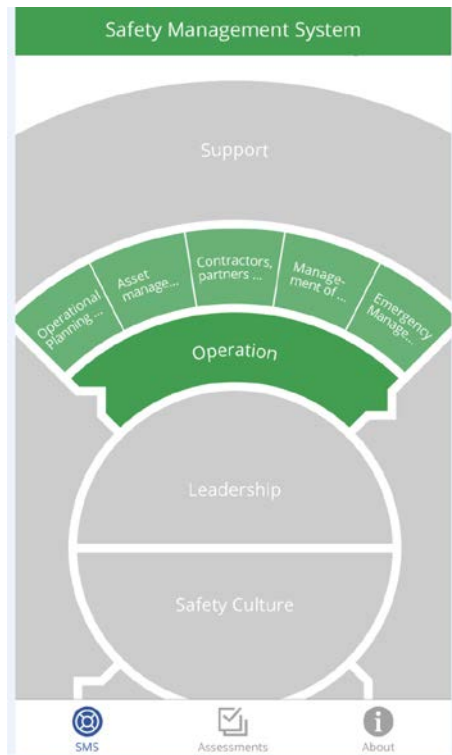 Safety Management System
Support
Operational
Planning ...
Asset
manage...
Contractors,
partners ...
Manage-
ment of ...
Emergency
Manage...
Operation
Leadership
Safety Culture
SMS
Assessments
About